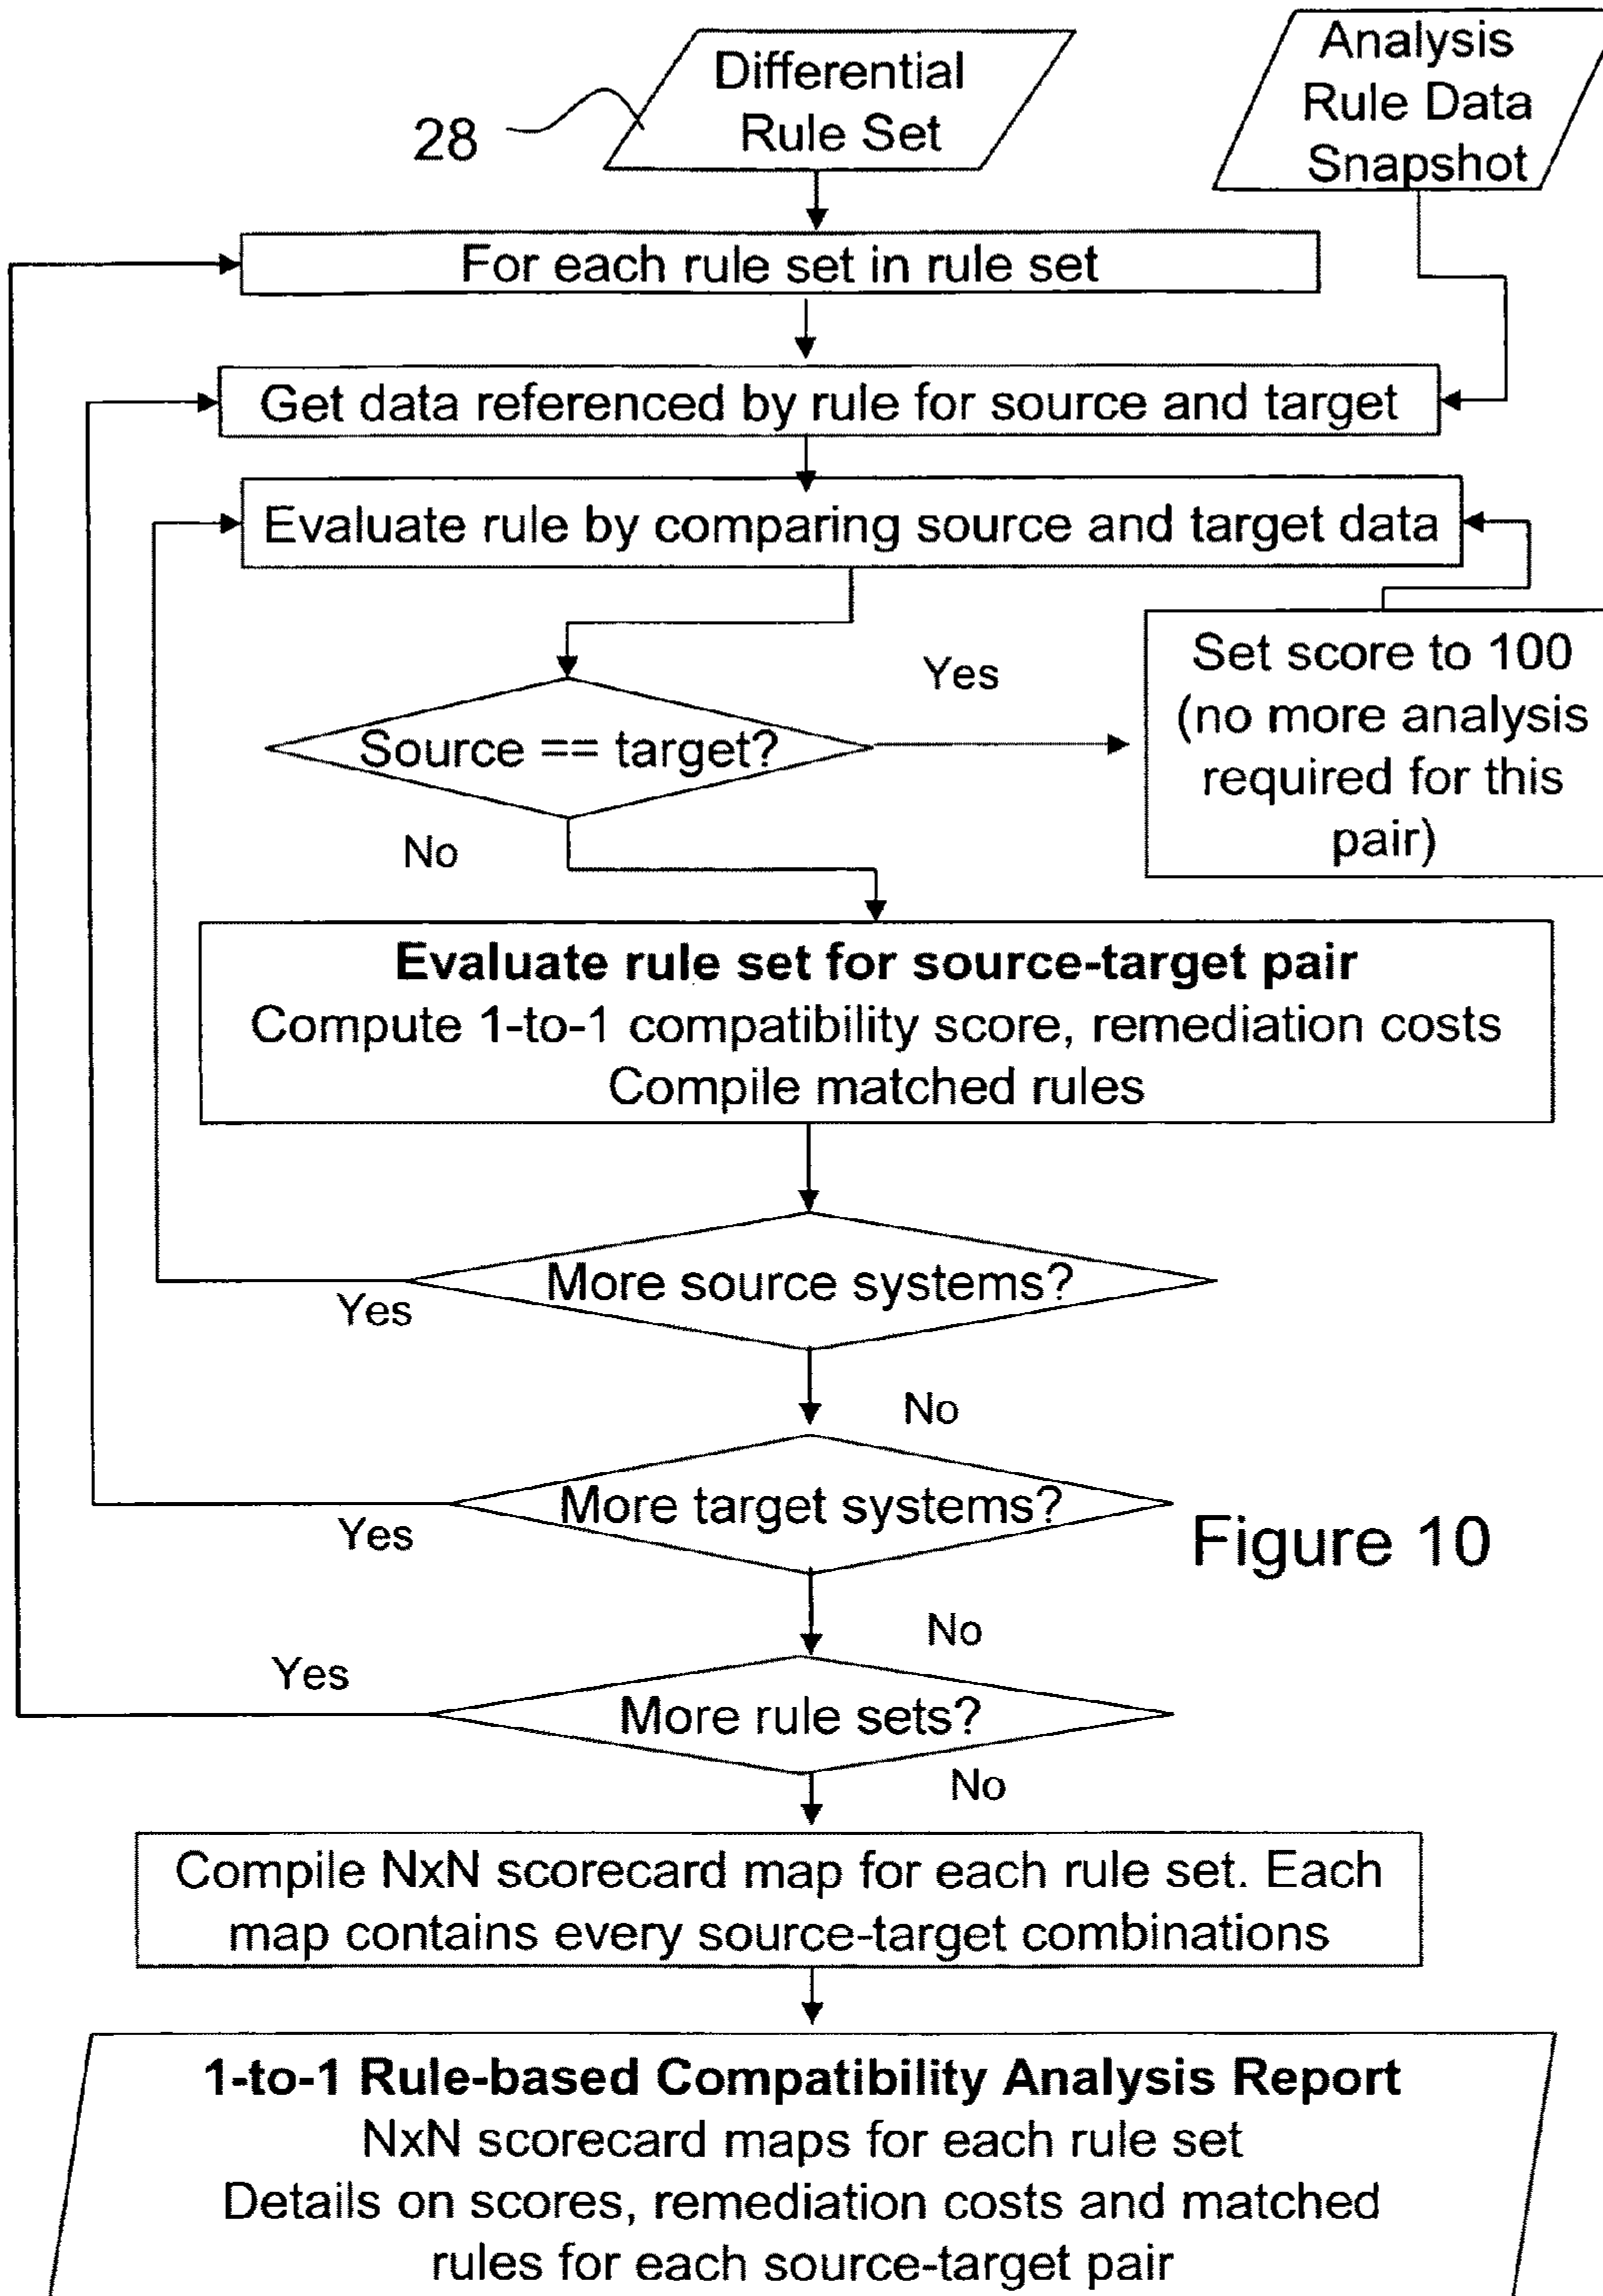 Differential
Rule Set
28
Analysis
Rule Data
Snapshot
For each rule set in rule set
Get data referenced by rule for source and target
Evaluate rule by comparing source and target data
Source == target?
Yes
Set score to 100
(no more analysis
required for this
pair)
No
Evaluate rule set for source-target pair
Compute 1-to-1 compatibility score, remediation costs
Compile matched rules
More source systems?
Yes
No
More target systems?
Yes
Figure 10
No
Yes
More rule sets?
No
Compile NxN scorecard map for each rule set. Each
map contains every source-target combinations
1-to-1 Rule-based Compatibility Analysis Report
NxN scorecard maps for each rule set
Details on scores, remediation costs and matched
rules for each source-target pair